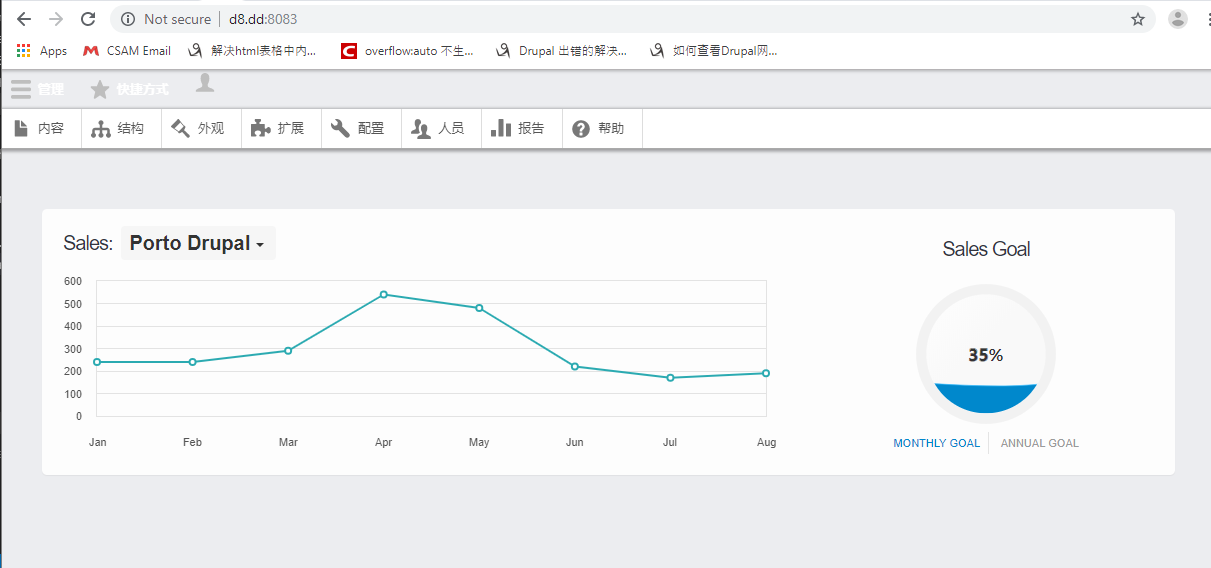 Not secure d8.dd:8083
Apps CSAM Email 解决html表格中内... overflow:auto 不生... Drupal 出错的解决... 如何查看Drupal网...
管理 快捷方式
内容 结构 外观 扩展 配置 人员 报告 帮助
Sales: Porto Drupal
Sales Goal
600
500
400
300
200
100
0
Jan Feb Mar Apr May Jun Jul Aug
35%
MONTHLY GOAL ANNUAL GOAL